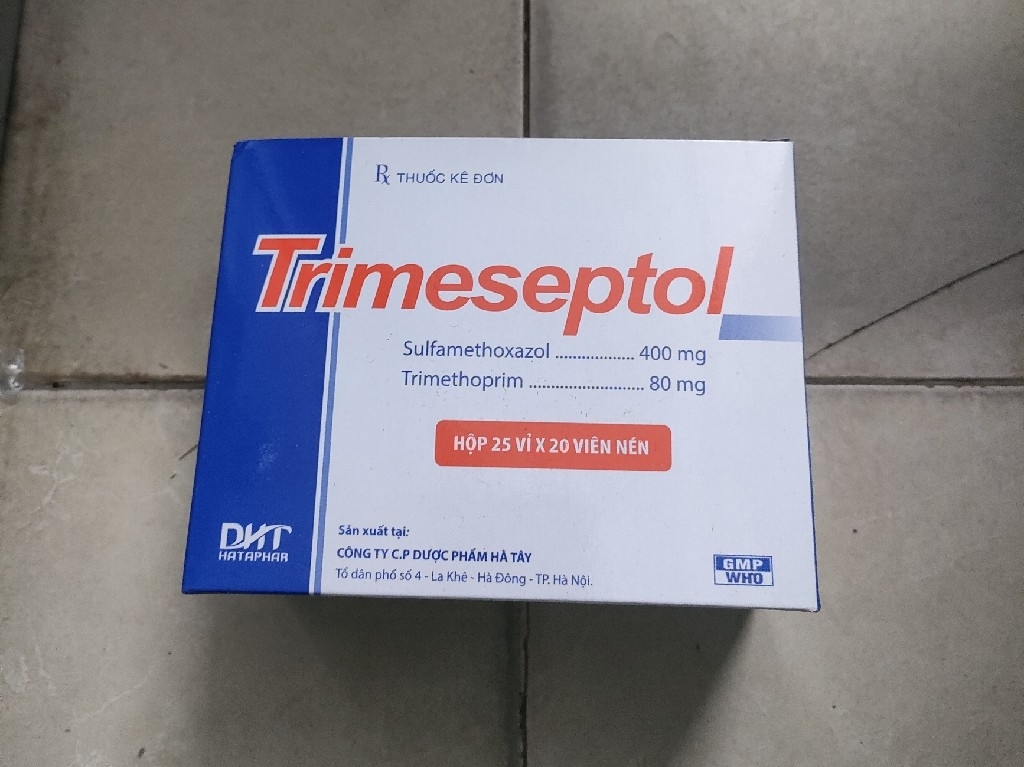 Rx THUỐC KÊ ĐƠN
Trimeseptol
Sulfamethoxazol .................. 400 mg
Trimethoprim .......................... 80 mg
HỘP 25 VỈ X 20 VIÊN NÉN
DHT
HATAPHAR
Sản xuất tại:
CÔNG TY C.P DƯỢC PHẨM HÀ TÂY
Tổ dân phố số 4 - La Khê - Hà Đông - TP. Hà Nội.
GMP
WHO